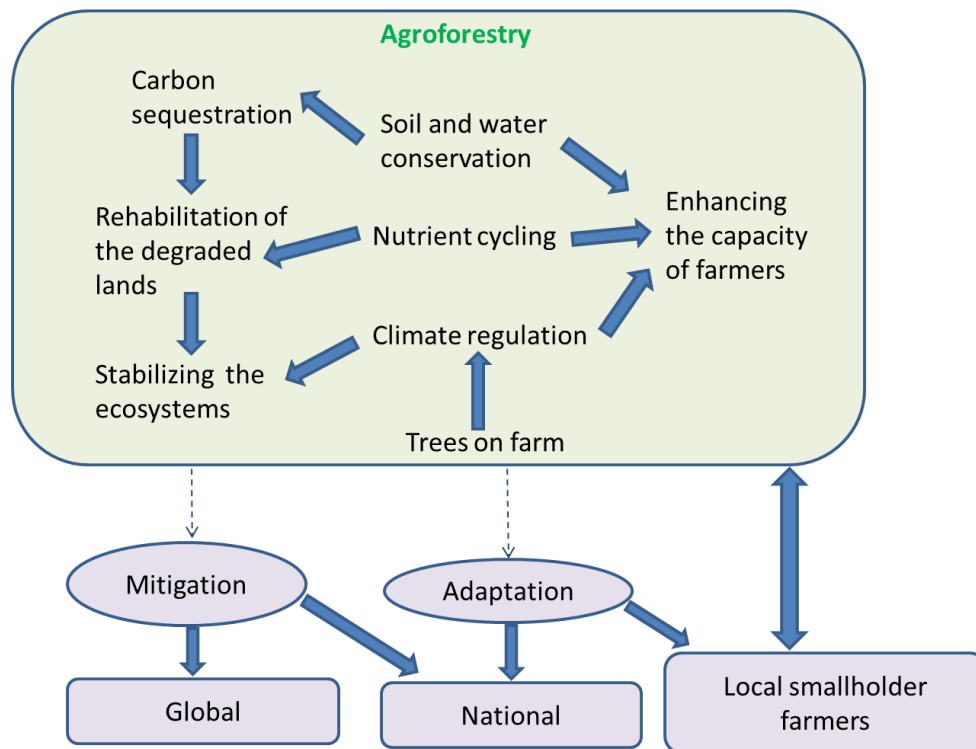 Agroforestry
Carbon
sequestration
Soil and water
conservation
Rehabilitation of
the degraded
lands
Nutrient cycling
Enhancing
the capacity
of farmers
Climate regulation
Stabilizing the
ecosystems
Trees on farm
Mitigation
Adaptation
Global
National
Local smallholder
farmers